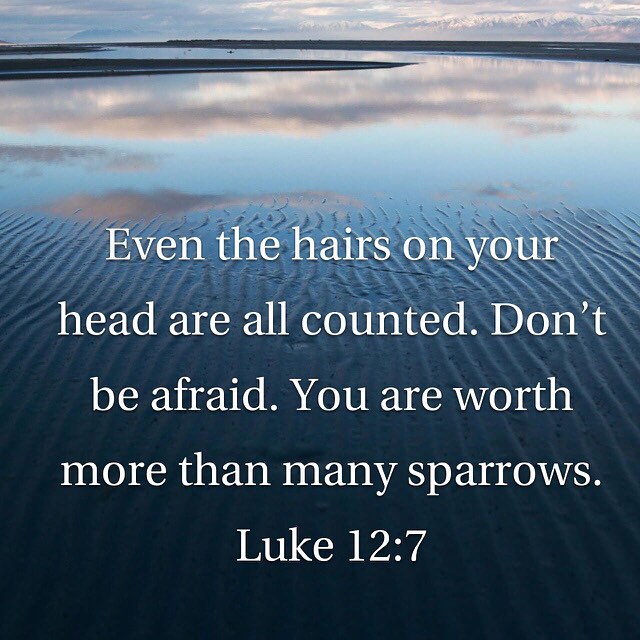 Even the hairs on your
head are all counted. Don’t
be afraid. You are worth
more than many sparrows.
Luke 12:7